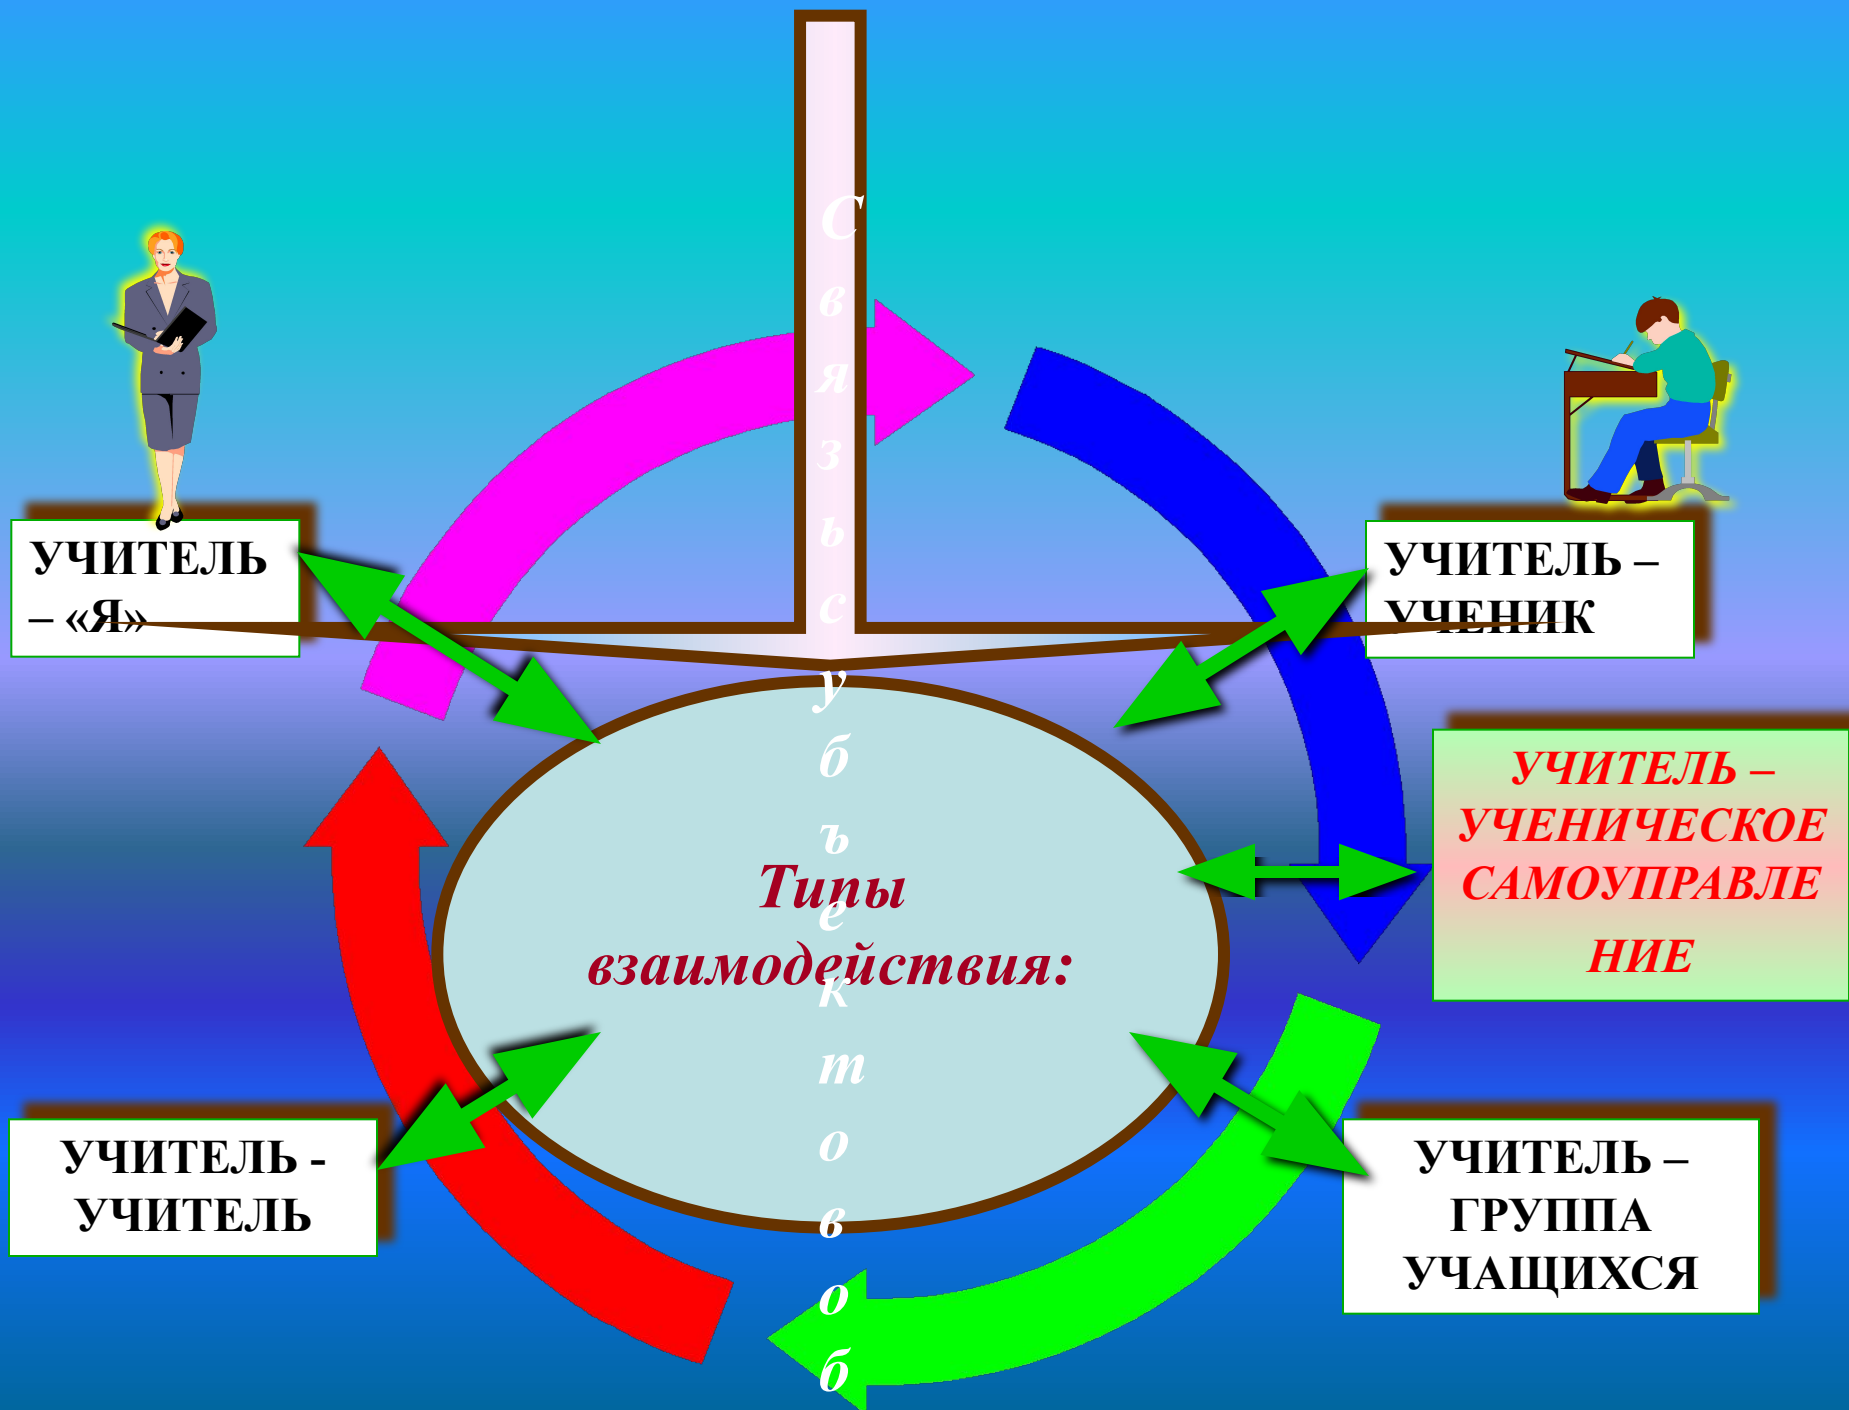 С
в
я
з
ь
с
у
б
ъ
е
к
т
о
в
о
б
УЧИТЕЛЬ
– «Я»
УЧИТЕЛЬ –
УЧЕНИК
УЧИТЕЛЬ –
УЧЕНИЧЕСКОЕ
САМОУПРАВЛЕ
НИЕ
Типы
взаимодействия:
УЧИТЕЛЬ -
УЧИТЕЛЬ
УЧИТЕЛЬ –
ГРУППА
УЧАЩИХСЯ